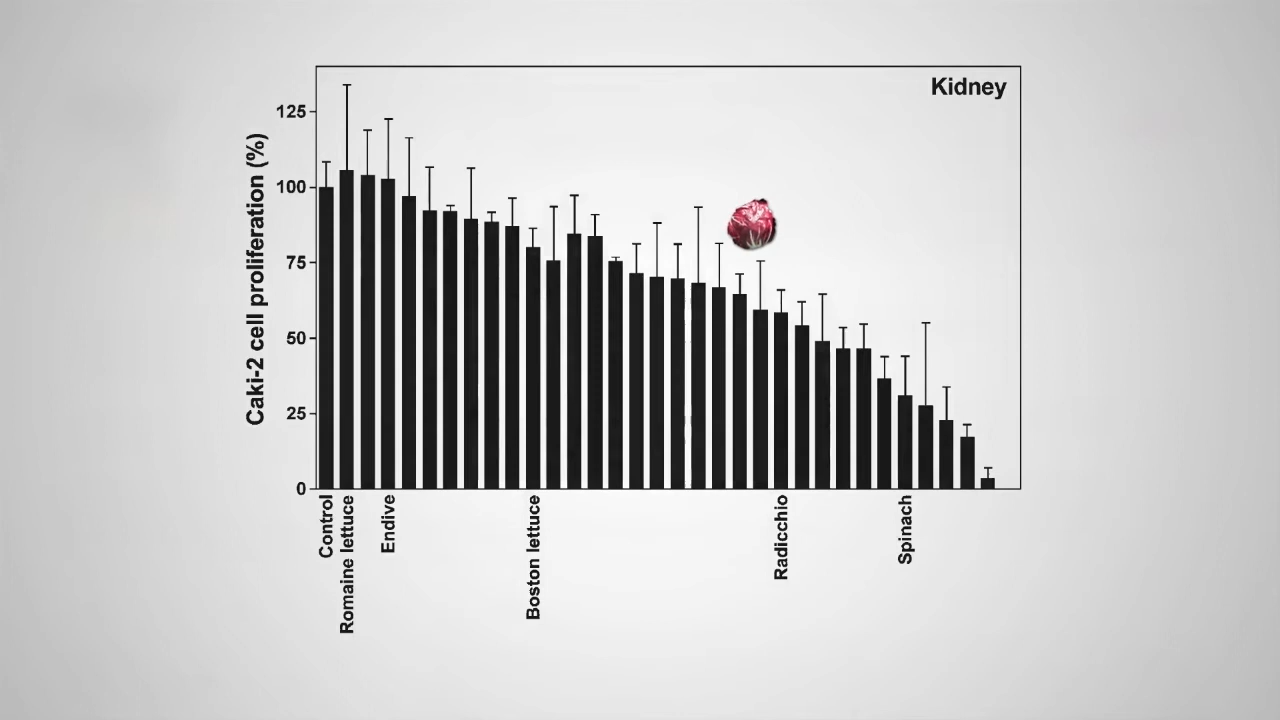 Kidney
Caki-2 cell proliferation (%)
125
100
75
50
25
0
Control
Romaine lettuce
Endive
Boston lettuce
Radicchio
Spinach